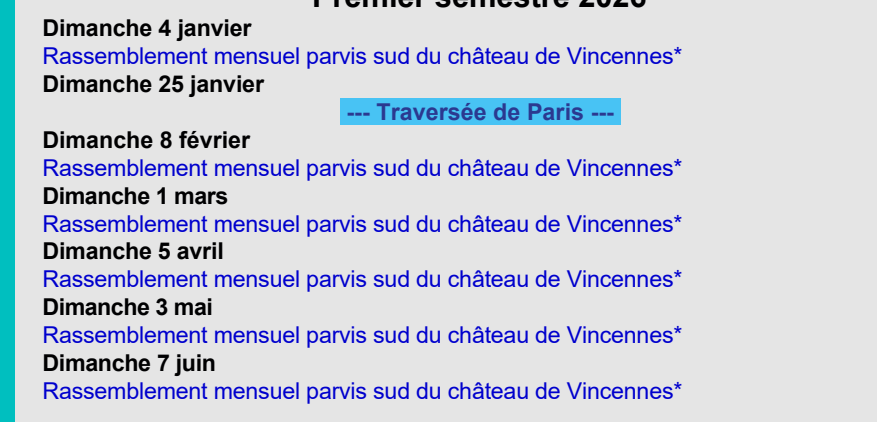 Premier semestre 2026
Dimanche 4 janvier
Rassemblement mensuel parvis sud du château de Vincennes*
Dimanche 25 janvier
--- Traversée de Paris ---
Dimanche 8 février
Rassemblement mensuel parvis sud du château de Vincennes*
Dimanche 1 mars
Rassemblement mensuel parvis sud du château de Vincennes*
Dimanche 5 avril
Rassemblement mensuel parvis sud du château de Vincennes*
Dimanche 3 mai
Rassemblement mensuel parvis sud du château de Vincennes*
Dimanche 7 juin
Rassemblement mensuel parvis sud du château de Vincennes*